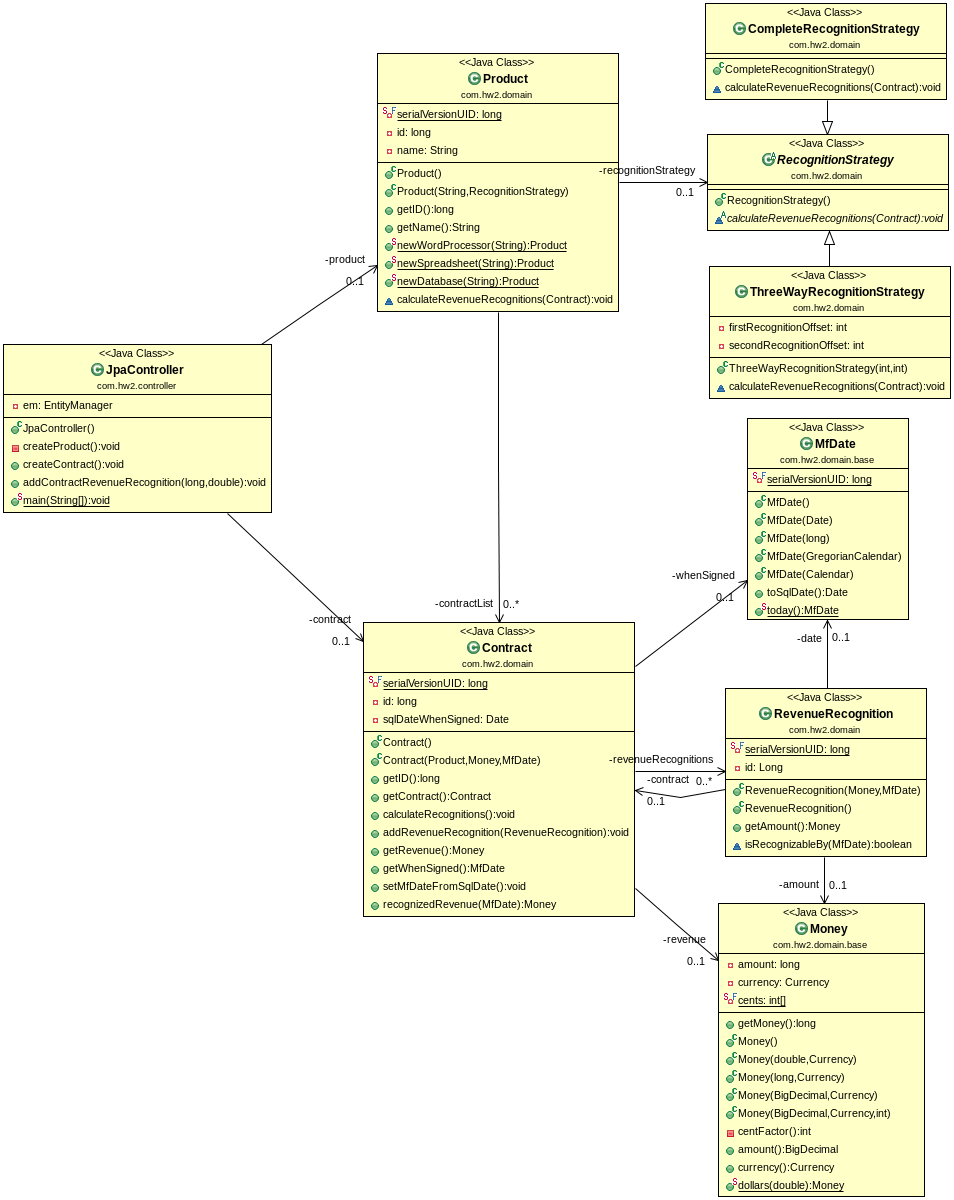 <<Java Class>>
CompleteRecognitionStrategy
com.hw2.domain
CompleteRecognitionStrategy()
calculateRevenueRecognitions(Contract):void
<<Java Class>>
Product
com.hw2.domain
serialVersionUID: long
id: long
name: String
Product()
Product(String,RecognitionStrategy)
getID():long
getName():String
newWordProcessor(String):Product
newSpreadsheet(String):Product
newDatabase(String):Product
calculateRevenueRecognitions(Contract):void
-recognitionStrategy
0..1
<<Java Class>>
RecognitionStrategy
com.hw2.domain
RecognitionStrategy()
calculateRevenueRecognitions(Contract):void
<<Java Class>>
ThreeWayRecognitionStrategy
com.hw2.domain
firstRecognitionOffset: int
secondRecognitionOffset: int
ThreeWayRecognitionStrategy(int,int)
calculateRevenueRecognitions(Contract):void
-product
0..1
<<Java Class>>
JpaController
com.hw2.controller
em: EntityManager
JpaController()
createProduct():void
createContract():void
addContractRevenueRecognition(long,double):void
main(String[]):void
<<Java Class>>
MfDate
com.hw2.domain.base
serialVersionUID: long
MfDate()
MfDate(Date)
MfDate(long)
MfDate(GregorianCalendar)
MfDate(Calendar)
toSqlDate():Date
today():MfDate
-contractList
0..*
-whenSigned
0..1
-contract
0..1
-date
0..1
<<Java Class>>
Contract
com.hw2.domain
serialVersionUID: long
id: long
sqlDateWhenSigned: Date
Contract()
Contract(Product,Money,MfDate)
getID():long
getContract():Contract
calculateRecognitions():void
addRevenueRecognition(RevenueRecognition):void
getRevenue():Money
getWhenSigned():MfDate
setMfDateFromSqlDate():void
recognizedRevenue(MfDate):Money
-revenueRecognitions
0..*
-contract
0..1
<<Java Class>>
RevenueRecognition
com.hw2.domain
serialVersionUID: long
id: Long
RevenueRecognition(Money,MfDate)
RevenueRecognition()
getAmount():Money
isRecognizableBy(MfDate):boolean
-amount
0..1
-revenue
0..1
<<Java Class>>
Money
com.hw2.domain.base
amount: long
currency: Currency
cents: int[]
getMoney():long
Money()
Money(double,Currency)
Money(long,Currency)
Money(BigDecimal,Currency)
Money(BigDecimal,Currency,int)
centFactor():int
amount():BigDecimal
currency():Currency
dollars(double):Money